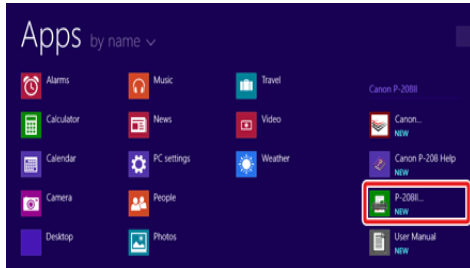 Apps by name
Alarms
Calculator
Calendar
Camera
Desktop
Music
News
PC settings
People
Photos
Travel
Video
Weather
Canon P-208II
Canon...
NEW
Canon P-208 Help
NEW
P-208II...
NEW
User Manual
NEW